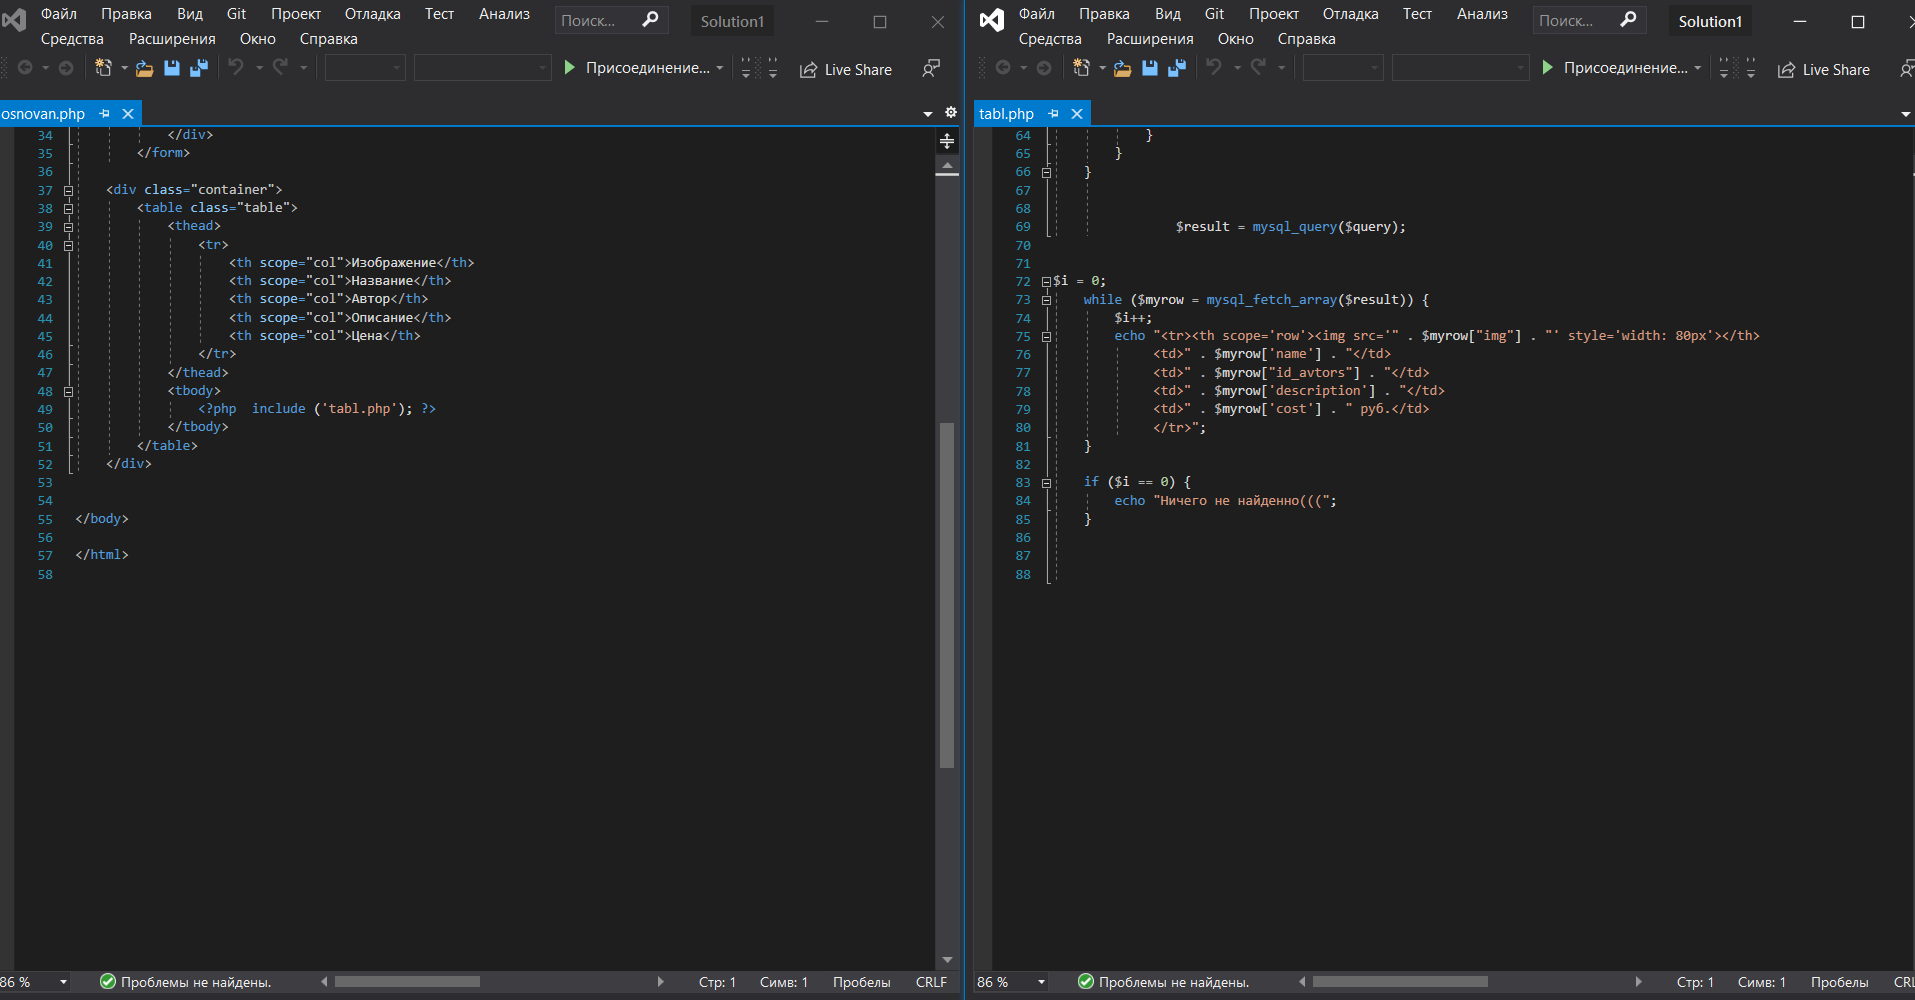 Файл Правка Вид Git Проект Отладка Тест Анализ Поиск... Solution1
Средства Расширения Окно Справка
Присоединение... Live Share
osnovan.php
34 </div>
35 </form>
36
37 <div class="container">
38 <table class="table">
39 <thead>
40 <tr>
41 <th scope="col">Изображение</th>
42 <th scope="col">Название</th>
43 <th scope="col">Автор</th>
44 <th scope="col">Описание</th>
45 <th scope="col">Цена</th>
46 </tr>
47 </thead>
48 <tbody>
49 <?php  include ('tabl.php'); ?>
50 </tbody>
51 </table>
52 </div>
53
54
55 </body>
56
57 </html>
58
86 % Проблемы не найдены. Стр: 1 Симв: 1 Пробелы CRLF
Файл Правка Вид Git Проект Отладка Тест Анализ Поиск... Solution1
Средства Расширения Окно Справка
Присоединение... Live Share
tabl.php
64 }
65 }
66 }
67
68
69 $result = mysql_query($query);
70
71
72 $i = 0;
73 while ($myrow = mysql_fetch_array($result)) {
74 $i++;
75 echo "<tr><th scope='row'><img src='" . $myrow["img"] . "' style='width: 80px'></th>
76 <td>" . $myrow['name'] . "</td>
77 <td>" . $myrow["id_avtors"] . "</td>
78 <td>" . $myrow['description'] . "</td>
79 <td>" . $myrow['cost'] . " руб.</td>
80 </tr>";
81 }
82
83 if ($i == 0) {
84 echo "Ничего не найденно(((";
85 }
86
87
88
86 % Проблемы не найдены. Стр: 1 Симв: 1 Пробелы CRL